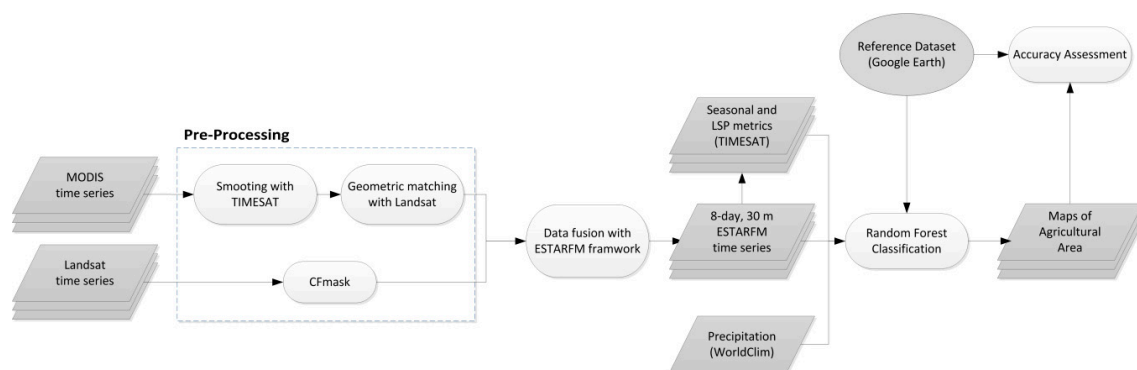 Pre-Processing
MODIS
time series
Smooting with
TIMESAT
Geometric matching
with Landsat
Landsat
time series
CFmask
Data fusion with
ESTARFM framwork
Seasonal and
LSP metrics
(TIMESAT)
8-day, 30 m
ESTARFM
time series
Precipitation
(WorldClim)
Reference Dataset
(Google Earth)
Accuracy Assessment
Random Forest
Classification
Maps of
Agricultural
Area